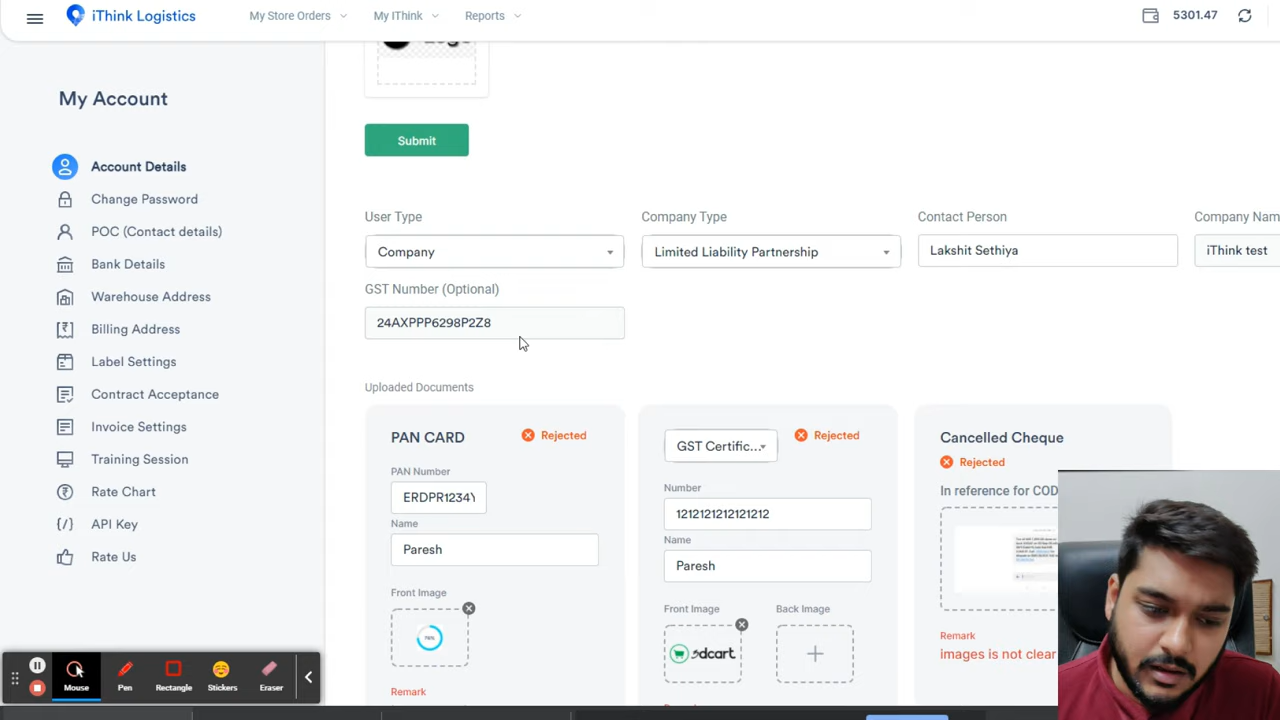 iThink Logistics
My Store Orders
My IThink
Reports
5301.47
My Account
Account Details
Change Password
POC (Contact details)
Bank Details
Warehouse Address
Billing Address
Label Settings
Contract Acceptance
Invoice Settings
Training Session
Rate Chart
API Key
Rate Us
Submit
User Type
Company Type
Contact Person
Company Nam
Company
Limited Liability Partnership
Lakshit Sethiya
iThink test
GST Number (Optional)
24AXPPP6298P2Z8
Uploaded Documents
PAN CARD
Rejected
PAN Number
ERDPR1234Y
Name
Paresh
Front Image
Remark
GST Certific...
Rejected
Number
1212121212121212
Name
Paresh
Front Image
Back Image
Cancelled Cheque
Rejected
In reference for COD
Remark
images is not clear
Mouse
Pen
Rectangle
Stickers
Eraser